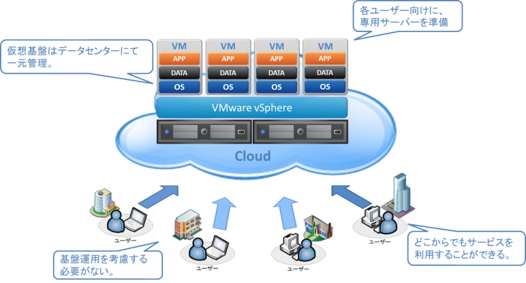 各ユーザー向けに、
専用サーバーを準備
仮想基盤はデータセンターにて
一元管理。
VM VM VM VM
APP APP APP APP
DATA DATA DATA DATA
OS OS OS OS
VMware vSphere
Cloud
ユーザー
ユーザー
ユーザー
ユーザー
基盤運用を考慮する
必要がない。
どこからでもサービスを
利用することができる。